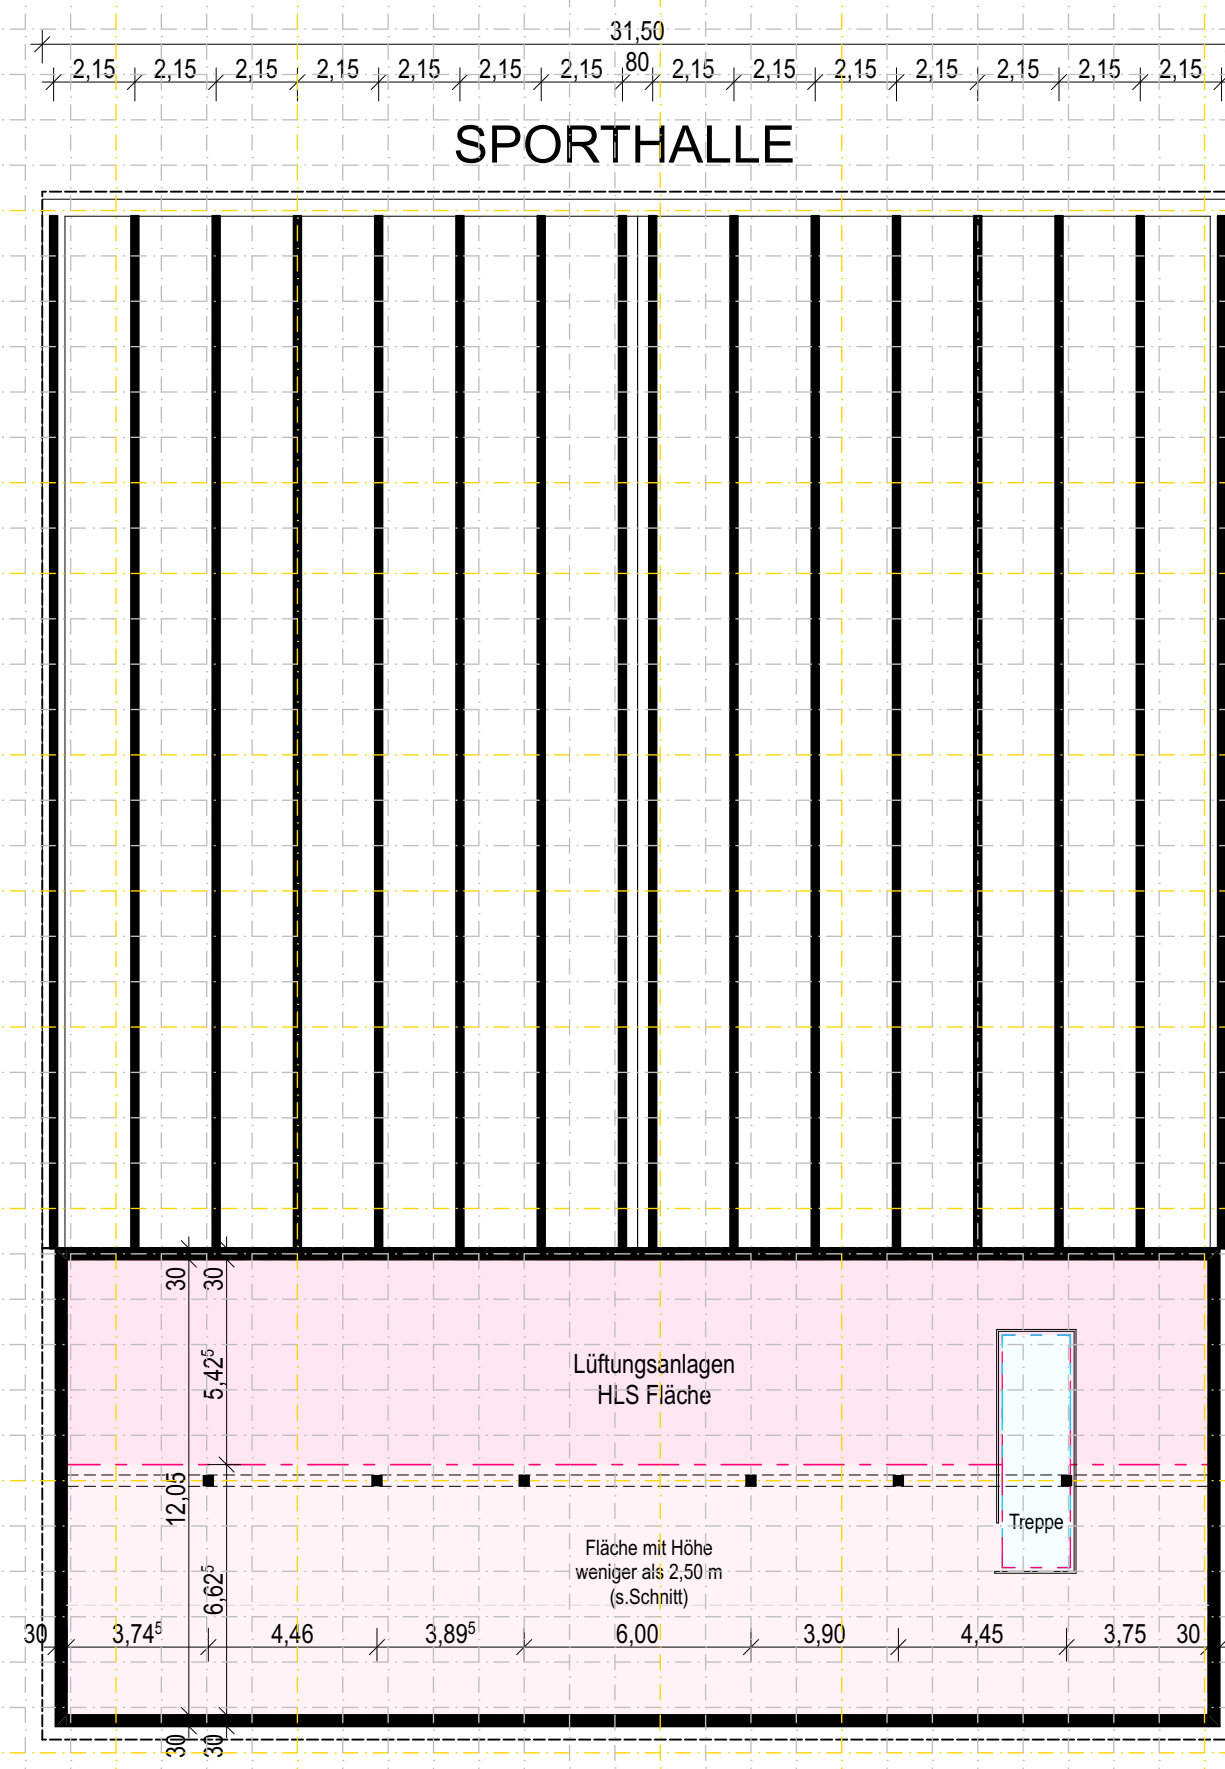 31,50
2,15 2,15 2,15 2,15 2,15 2,15 2,15 80 2,15 2,15 2,15 2,15 2,15 2,15 2,15
SPORTHALLE
30 30
5,42⁵
Lüftungsanlagen
HLS Fläche
12,05
Treppe
Fläche mit Höhe
weniger als 2,50 m
(s.Schnitt)
6,62⁵
30 3,74⁵ 4,46 3,89⁵ 6,00 3,90 4,45 3,75 30
30 30